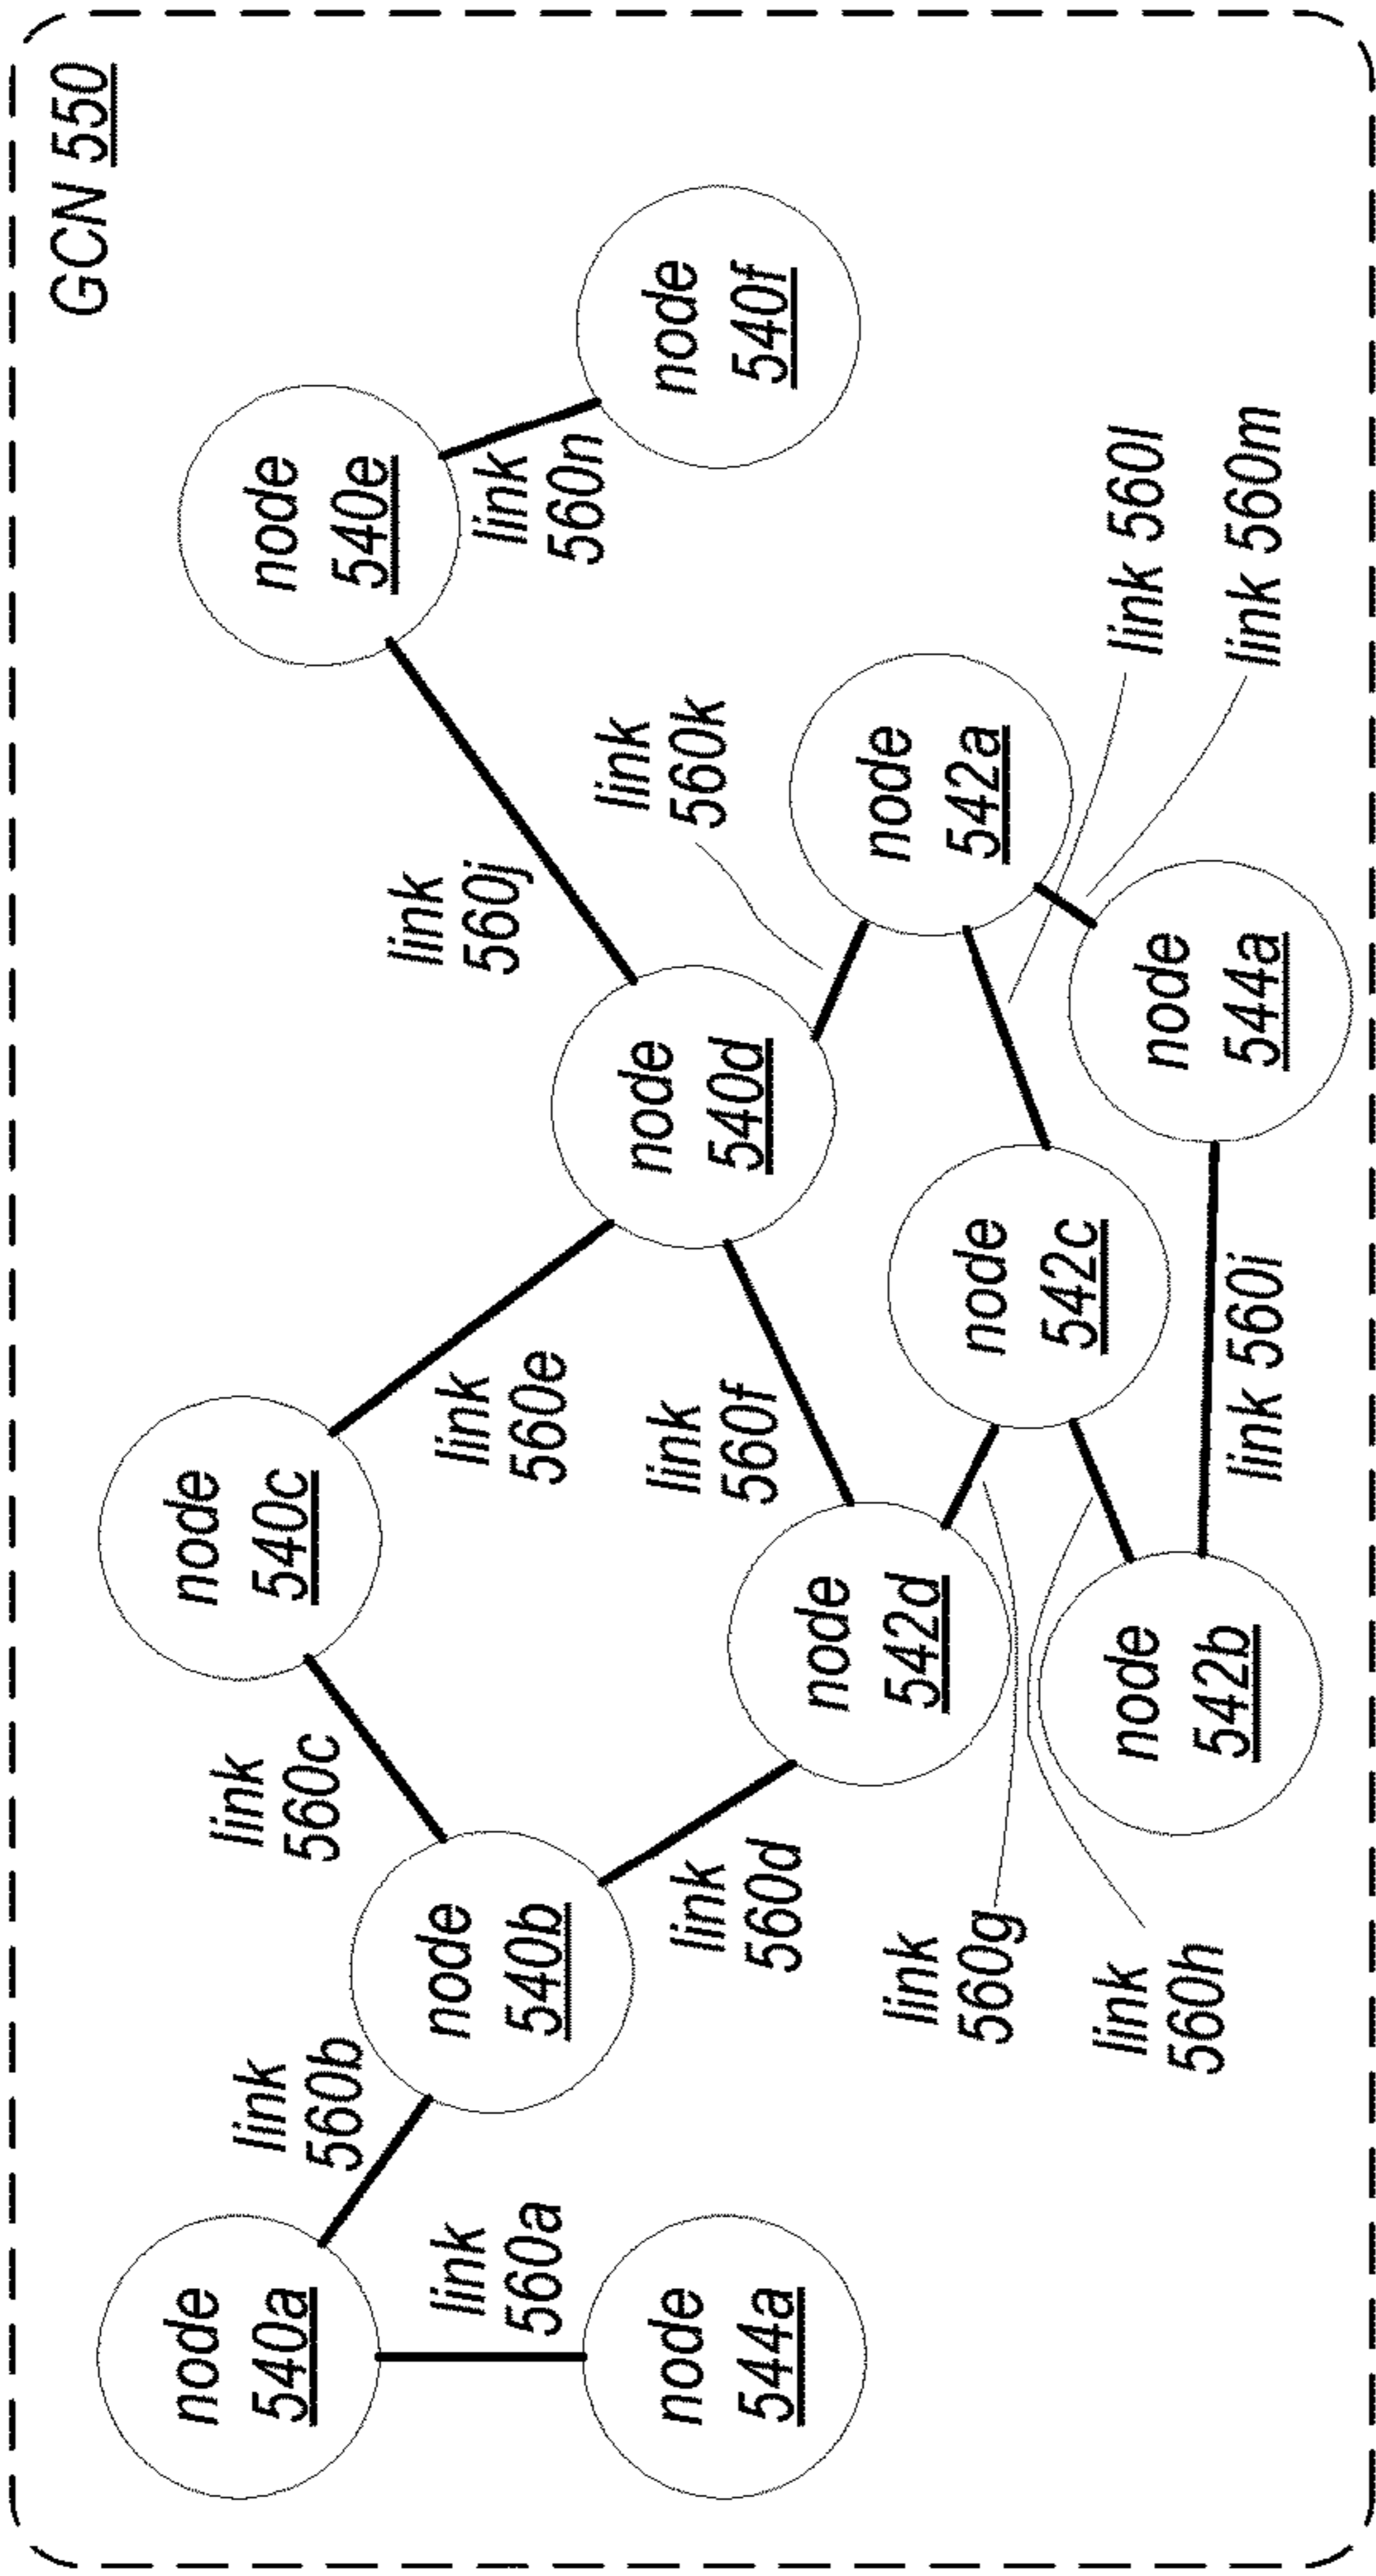 GCN 550
node
540a
link
560a
node
544a
link
560b
node
540b
link
560c
link
560d
node
540c
node
542d
link
560e
link
560f
link
560g
link
560h
node
542b
node
540d
node
542c
link 560i
link
560j
link
560k
node
542a
node
544a
link 560l
link 560m
node
540e
link
560n
node
540f